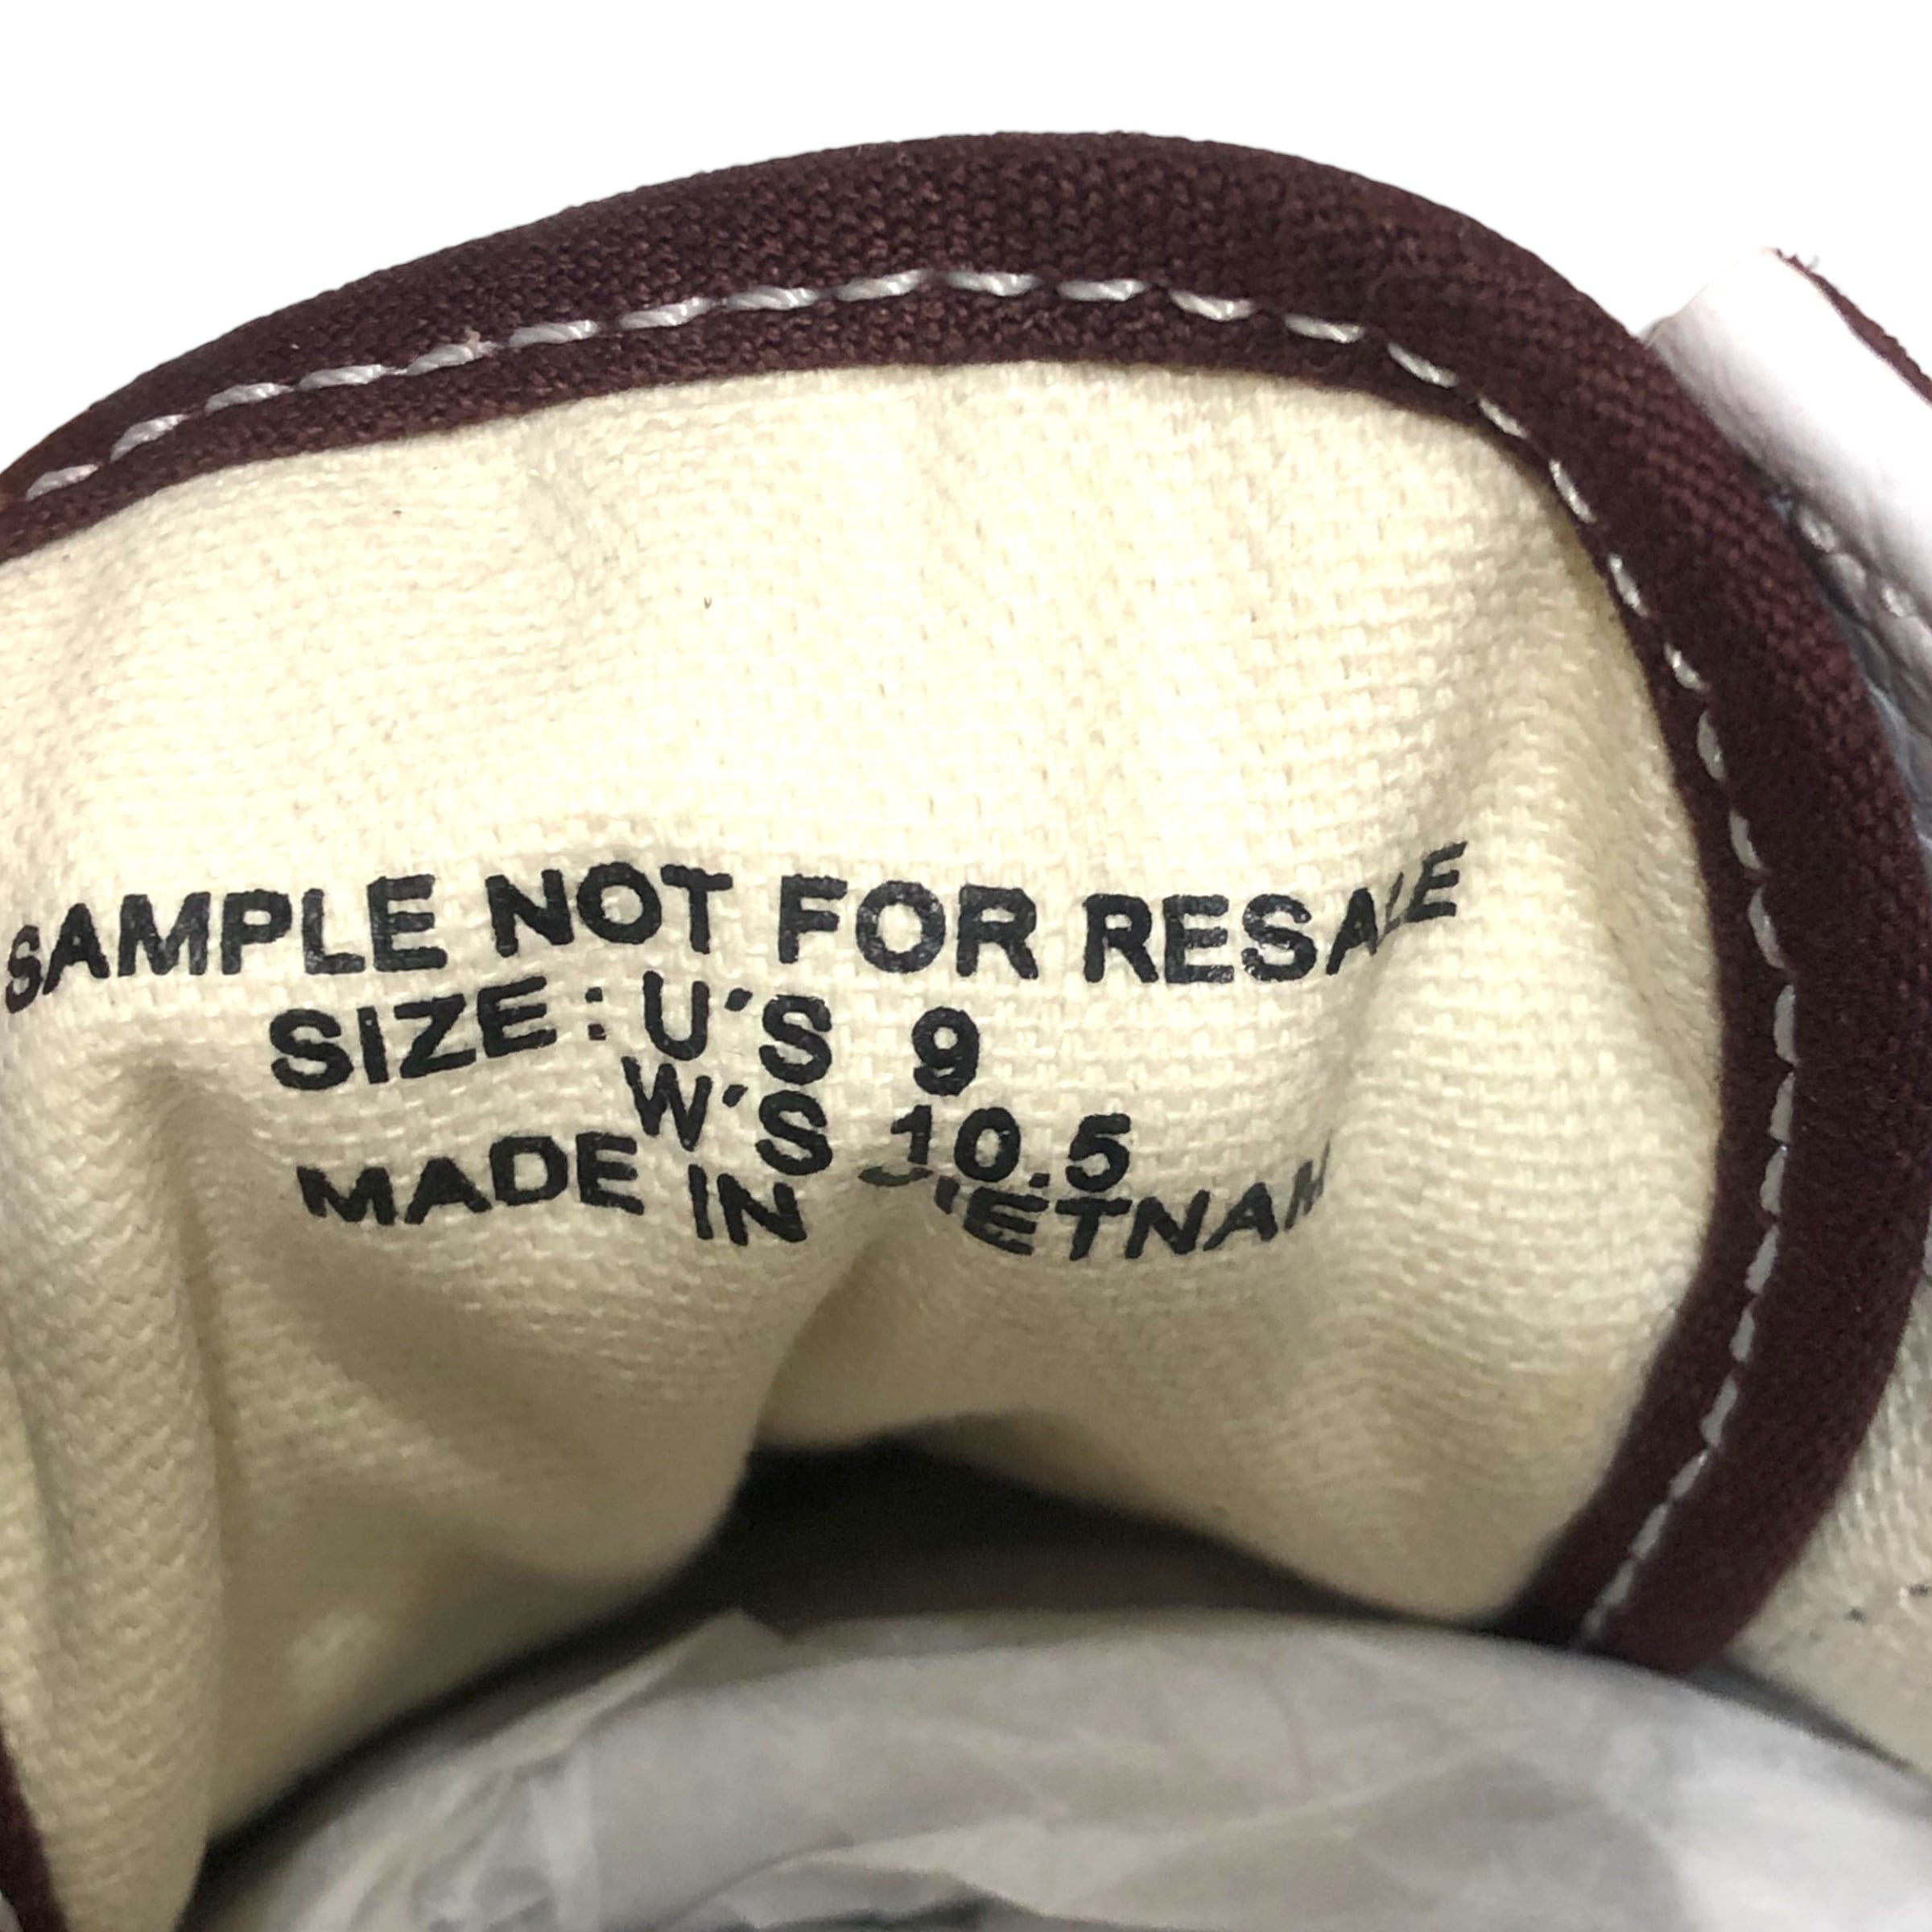 SAMPLE NOT FOR RESALE
SIZE: U'S 9
W'S 10.5
MADE IN VIETNAM